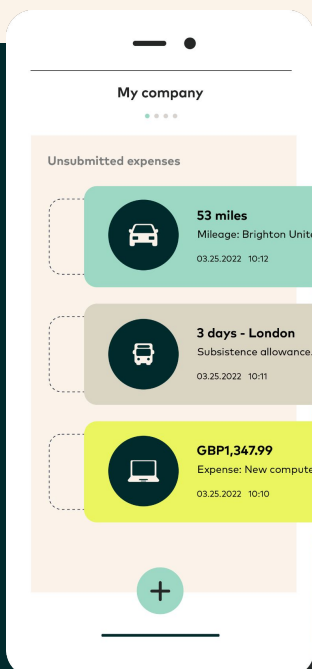 My company
Unsubmitted expenses
53 miles
Mileage: Brighton Unite
03.25.2022 10:12
3 days - London
Subsistence allowance.
03.25.2022 10:11
GBP1,347.99
Expense: New compute
03.25.2022 10:10